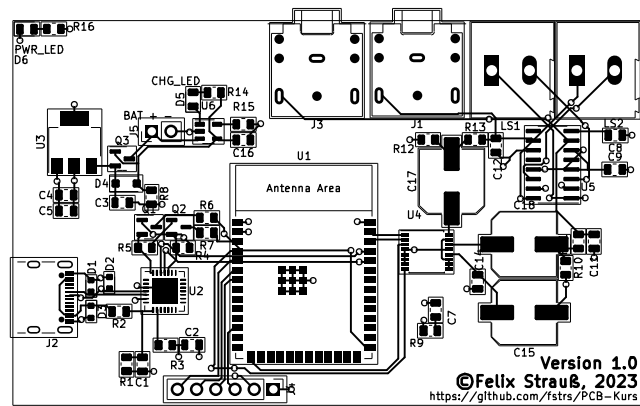 R16
PWR_LED
D6
CHG_LED
R14
D5
U6
BAT + -
J5
R15
C16
U3
Q3
D4
R8
C3
C4
C5
J3
J1
LS1
LS2
R12
R13
C12
C8
C9
U5
C18
C17
U4
U1
Antenna Area
Q1
Q2
R6
R7
R4
R5
D1
D2
U2
R2
J2
R3
C2
R1
C1
R10
C11
C7
R9
C15
Version 1.0
©Felix Strauß, 2023
https://github.com/fstrs/PCB-Kurs